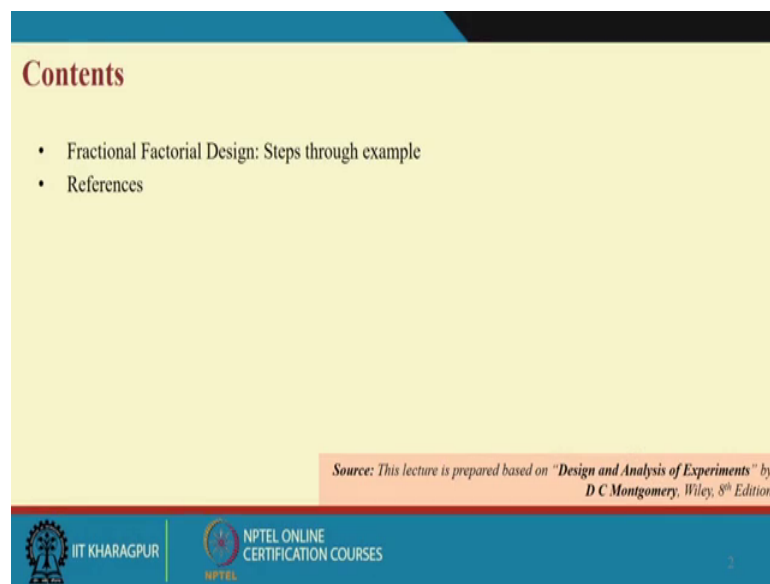 Contents
• Fractional Factorial Design: Steps through example
• References
Source: This lecture is prepared based on “Design and Analysis of Experiments” by
D C Montgomery, Wiley, 8th Edition
IIT KHARAGPUR
NPTEL
NPTEL ONLINE
CERTIFICATION COURSES
2